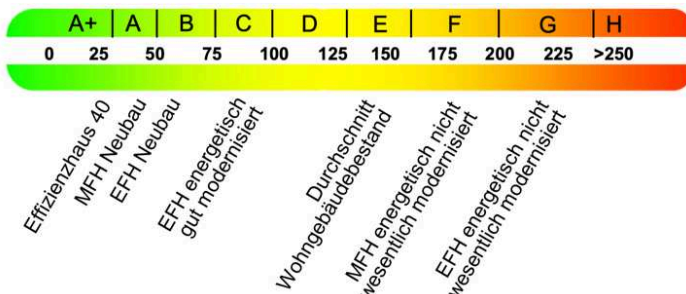 A+ A B C D E F G H
0 25 50 75 100 125 150 175 200 225 >250
Effizienzhaus 40
MFH Neubau
EFH Neubau
EFH energetisch
gut modernisiert
Durchschnitt
Wohngebäudebestand
MFH energetisch nicht
wesentlich modernisiert
EFH energetisch nicht
wesentlich modernisiert